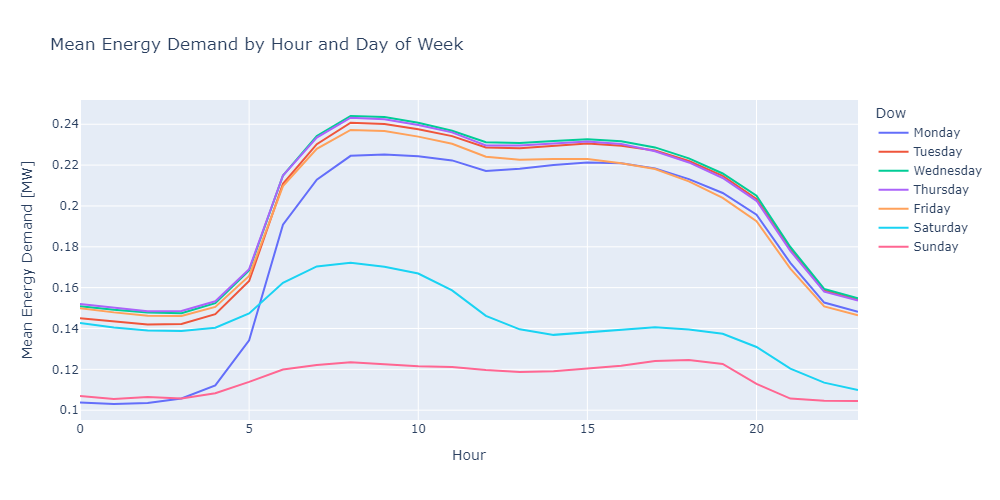 Mean Energy Demand by Hour and Day of Week
Mean Energy Demand [MW]
0.24
0.22
0.2
0.18
0.16
0.14
0.12
0.1
0
5
10
15
20
Hour
Dow
Monday
Tuesday
Wednesday
Thursday
Friday
Saturday
Sunday